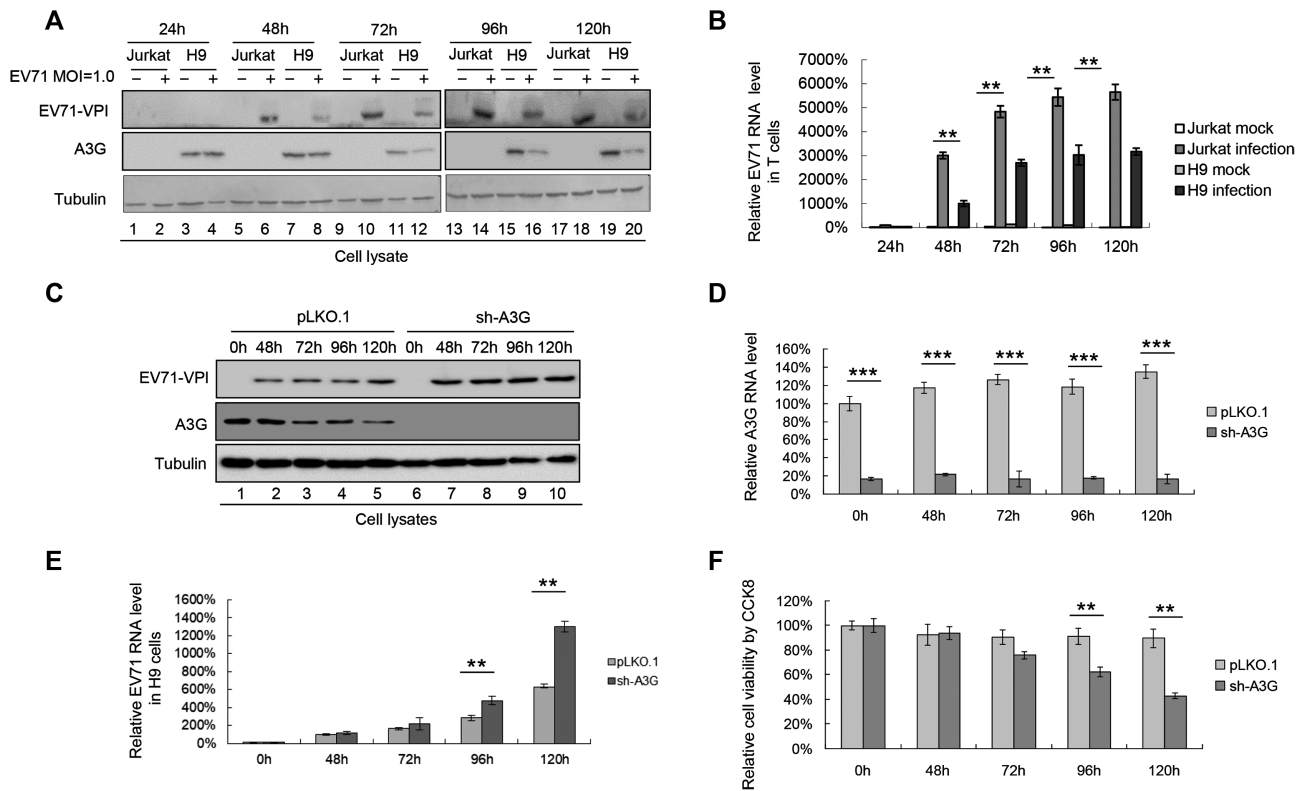 A
24h 48h 72h 96h 120h
Jurkat H9 Jurkat H9 Jurkat H9 Jurkat H9 Jurkat H9
EV71 MOI=1.0 – + – + – + – + – + – + – + – + – + – +
EV71-VPI
A3G
Tubulin
1 2 3 4 5 6 7 8 9 10 11 12 13 14 15 16 17 18 19 20
Cell lysate
B
Relative EV71 RNA level
in T cells
7000%
6000%
5000%
4000%
3000%
2000%
1000%
0%
** ** ** **
24h 48h 72h 96h 120h
Jurkat mock
Jurkat infection
H9 mock
H9 infection
C
pLKO.1 sh-A3G
0h 48h 72h 96h 120h 0h 48h 72h 96h 120h
EV71-VPI
A3G
Tubulin
1 2 3 4 5 6 7 8 9 10
Cell lysates
D
Relative A3G RNA level
160%
140%
120%
100%
80%
60%
40%
20%
0%
*** *** *** *** ***
0h 48h 72h 96h 120h
pLKO.1
sh-A3G
E
Relative EV71 RNA level
in H9 cells
1600%
1400%
1200%
1000%
800%
600%
400%
200%
0%
** **
0h 48h 72h 96h 120h
pLKO.1
sh-A3G
F
Relative cell viability by CCK8
120%
100%
80%
60%
40%
20%
0%
** **
0h 48h 72h 96h 120h
pLKO.1
sh-A3G